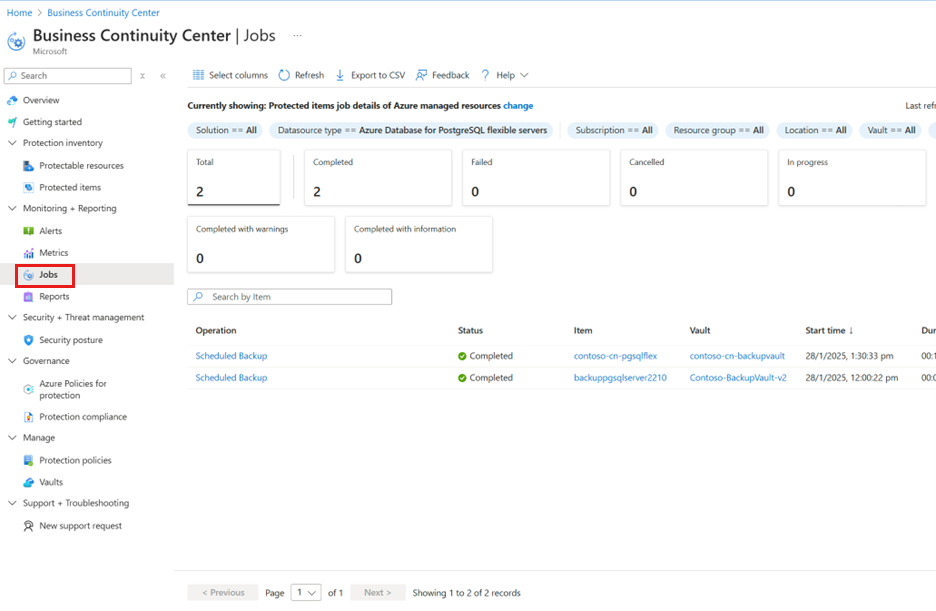 Home > Business Continuity Center
Business Continuity Center | Jobs ...
Microsoft
Search
Overview
Getting started
Protection inventory
Protectable resources
Protected items
Monitoring + Reporting
Alerts
Metrics
Jobs
Reports
Security + Threat management
Security posture
Governance
Azure Policies for
protection
Protection compliance
Manage
Protection policies
Vaults
Support + Troubleshooting
New support request
Select columns Refresh Export to CSV Feedback Help
Currently showing: Protected items job details of Azure managed resources change
Last refr
Solution == All Datasource type == Azure Database for PostgreSQL flexible servers Subscription == All Resource group == All Location == All Vault == All
Total Completed Failed Cancelled In progress
2 2 0 0 0
Completed with warnings Completed with information
0 0
Search by Item
Operation Status Item Vault Start time ↓ Dur
Scheduled Backup Completed contoso-cn-pgsqlflex contoso-cn-backupvault 28/1/2025, 1:30:33 pm 00:1
Scheduled Backup Completed backuppgsqlserver2210 Contoso-BackupVault-v2 28/1/2025, 12:00:22 pm 00:0
< Previous Page 1 of 1 Next > Showing 1 to 2 of 2 records